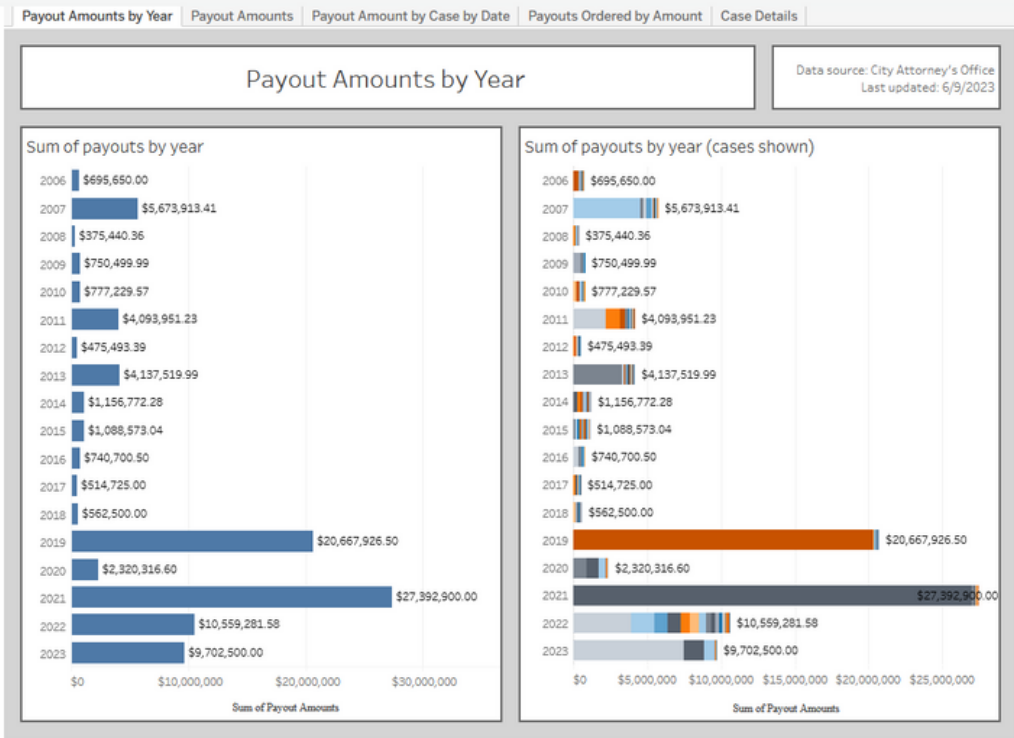 Payout Amounts by Year
Payout Amounts
Payout Amount by Case by Date
Payouts Ordered by Amount
Case Details
Payout Amounts by Year
Data source: City Attorney's Office
Last updated: 6/9/2023
Sum of payouts by year
2006 $695,650.00
2007 $5,673,913.41
2008 $375,440.36
2009 $750,499.99
2010 $777,229.57
2011 $4,093,951.23
2012 $475,493.39
2013 $4,137,519.99
2014 $1,156,772.28
2015 $1,088,573.04
2016 $740,700.50
2017 $514,725.00
2018 $562,500.00
2019 $20,667,926.50
2020 $2,320,316.60
2021 $27,392,900.00
2022 $10,559,281.58
2023 $9,702,500.00
$0 $10,000,000 $20,000,000 $30,000,000
Sum of Payout Amounts
Sum of payouts by year (cases shown)
2006 $695,650.00
2007 $5,673,913.41
2008 $375,440.36
2009 $750,499.99
2010 $777,229.57
2011 $4,093,951.23
2012 $475,493.39
2013 $4,137,519.99
2014 $1,156,772.28
2015 $1,088,573.04
2016 $740,700.50
2017 $514,725.00
2018 $562,500.00
2019 $20,667,926.50
2020 $2,320,316.60
2021 $27,392,900.00
2022 $10,559,281.58
2023 $9,702,500.00
$0 $5,000,000 $10,000,000 $15,000,000 $20,000,000 $25,000,000
Sum of Payout Amounts